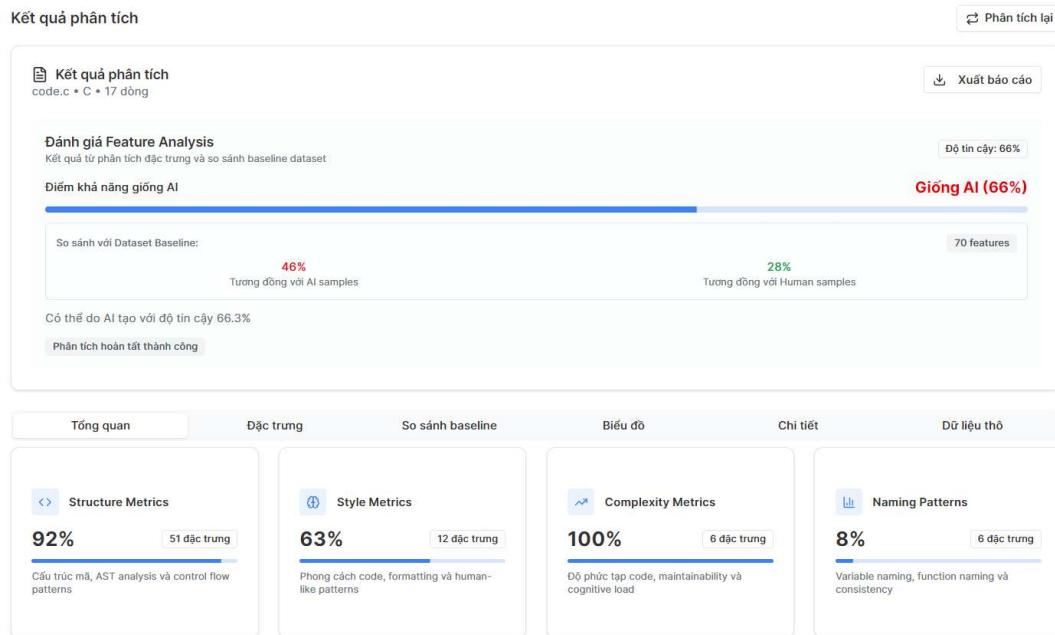 Kết quả phân tích
Phân tích lại
Kết quả phân tích
code.c • C • 17 dòng
Xuất báo cáo
Đánh giá Feature Analysis
Kết quả từ phân tích đặc trưng và so sánh baseline dataset
Độ tin cậy: 66%
Điểm khả năng giống AI
Giống AI (66%)
So sánh với Dataset Baseline:
70 features
46%
Tương đồng với AI samples
28%
Tương đồng với Human samples
Có thể do AI tạo với độ tin cậy 66.3%
Phân tích hoàn tất thành công
Tổng quan
Đặc trưng
So sánh baseline
Biểu đồ
Chi tiết
Dữ liệu thô
Structure Metrics
92%
51 đặc trưng
Cấu trúc mã, AST analysis và control flow
patterns
Style Metrics
63%
12 đặc trưng
Phong cách code, formatting và human-
like patterns
Complexity Metrics
100%
6 đặc trưng
Độ phức tạp code, maintainability và
cognitive load
Naming Patterns
8%
6 đặc trưng
Variable naming, function naming và
consistency